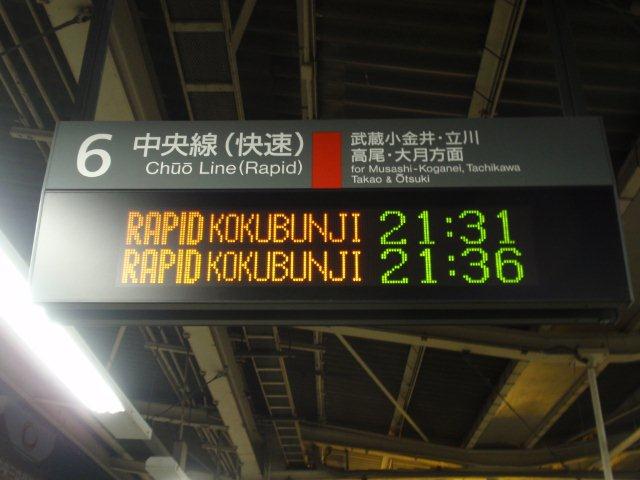 6 中央線(快速)
Chūō Line(Rapid)
武蔵小金井・立川
高尾・大月方面
for Musashi-Koganei, Tachikawa
Takao & Ōtsuki
RAPID KOKUBUNJI 21:31
RAPID KOKUBUNJI 21:36